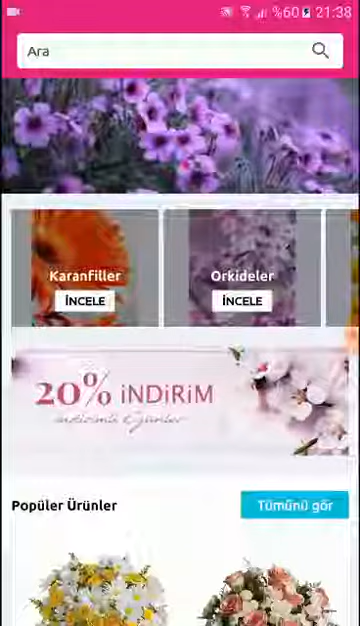 %60 21:38
Ara
Karanfiller
İNCELE
Orkideler
İNCELE
20% İNDİRİM
Popüler Ürünler
Tümünü gör